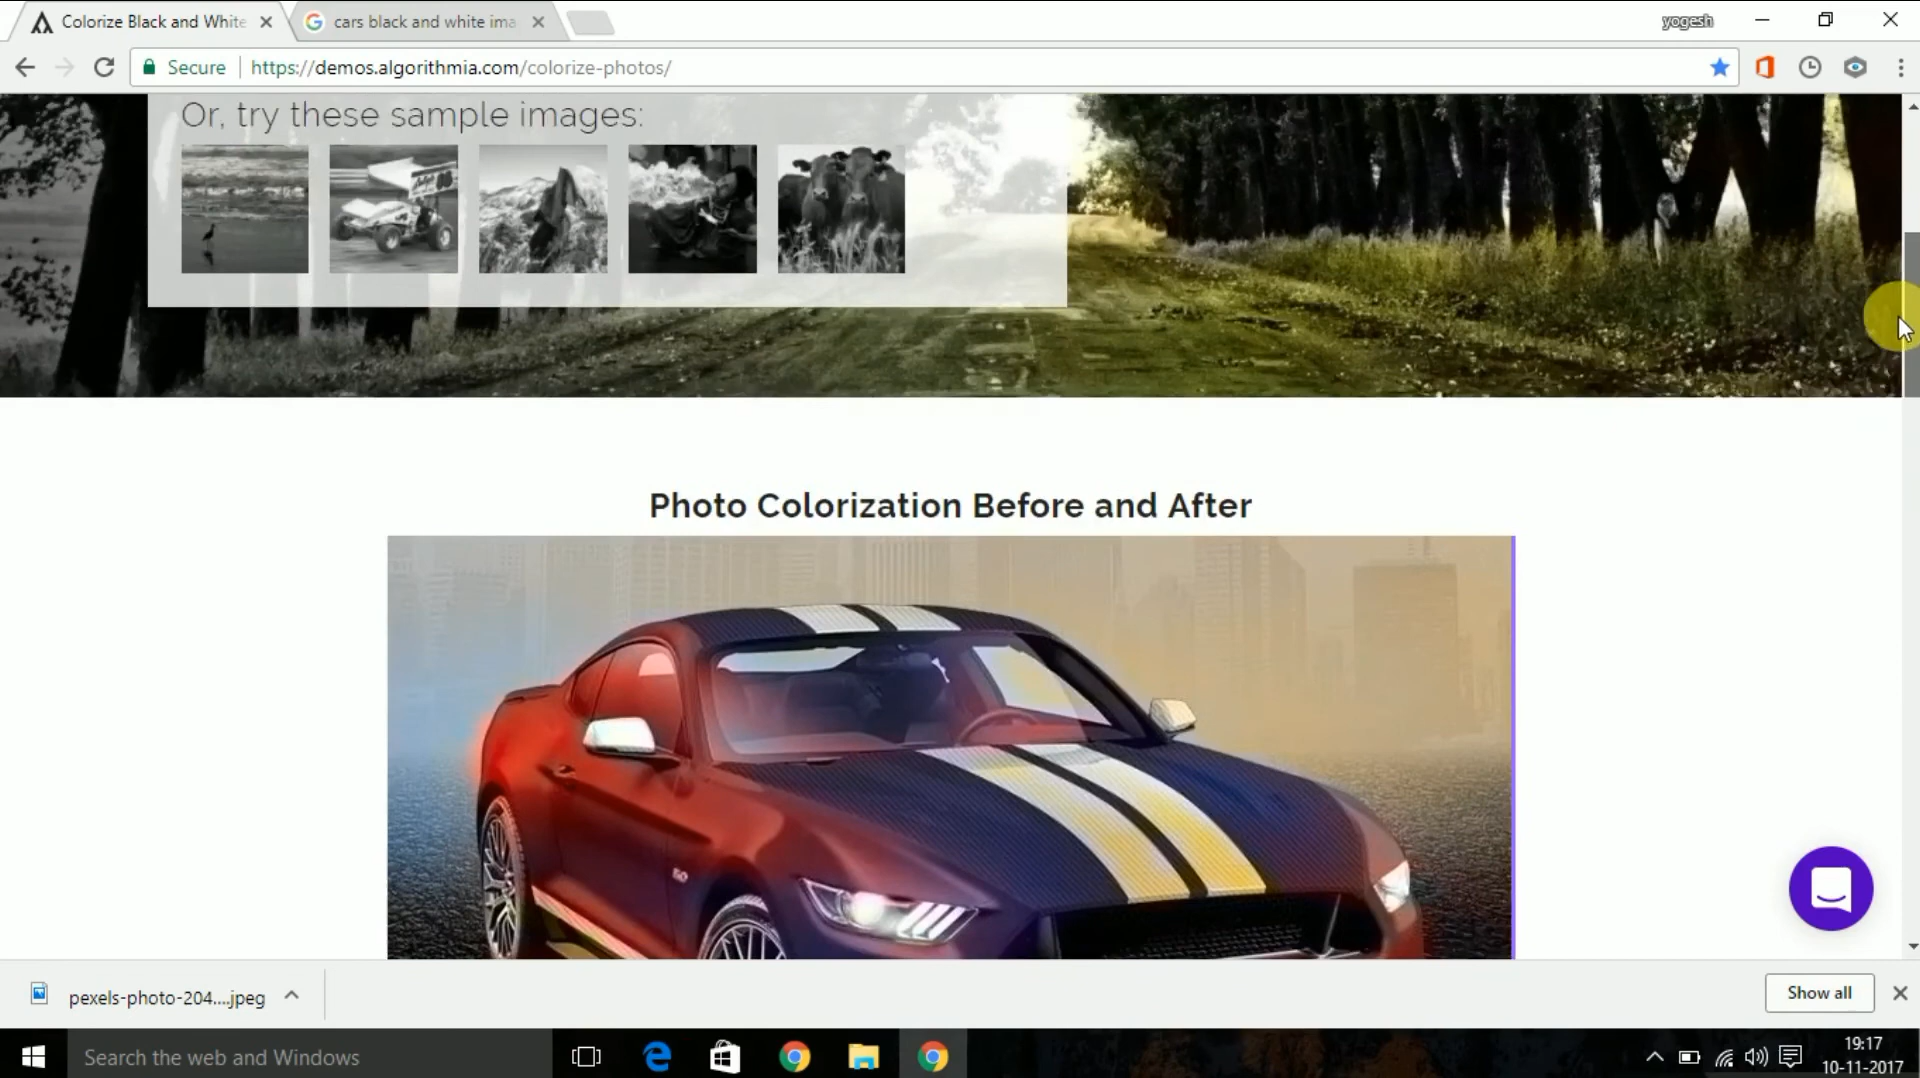 Colorize Black and White
cars black and white ima
yogesh
Secure
https://demos.algorithmia.com/colorize-photos/
Or, try these sample images:
Photo Colorization Before and After
5.0
pexels-photo-204....jpeg
Show all
Search the web and Windows
19:17
10-11-2017